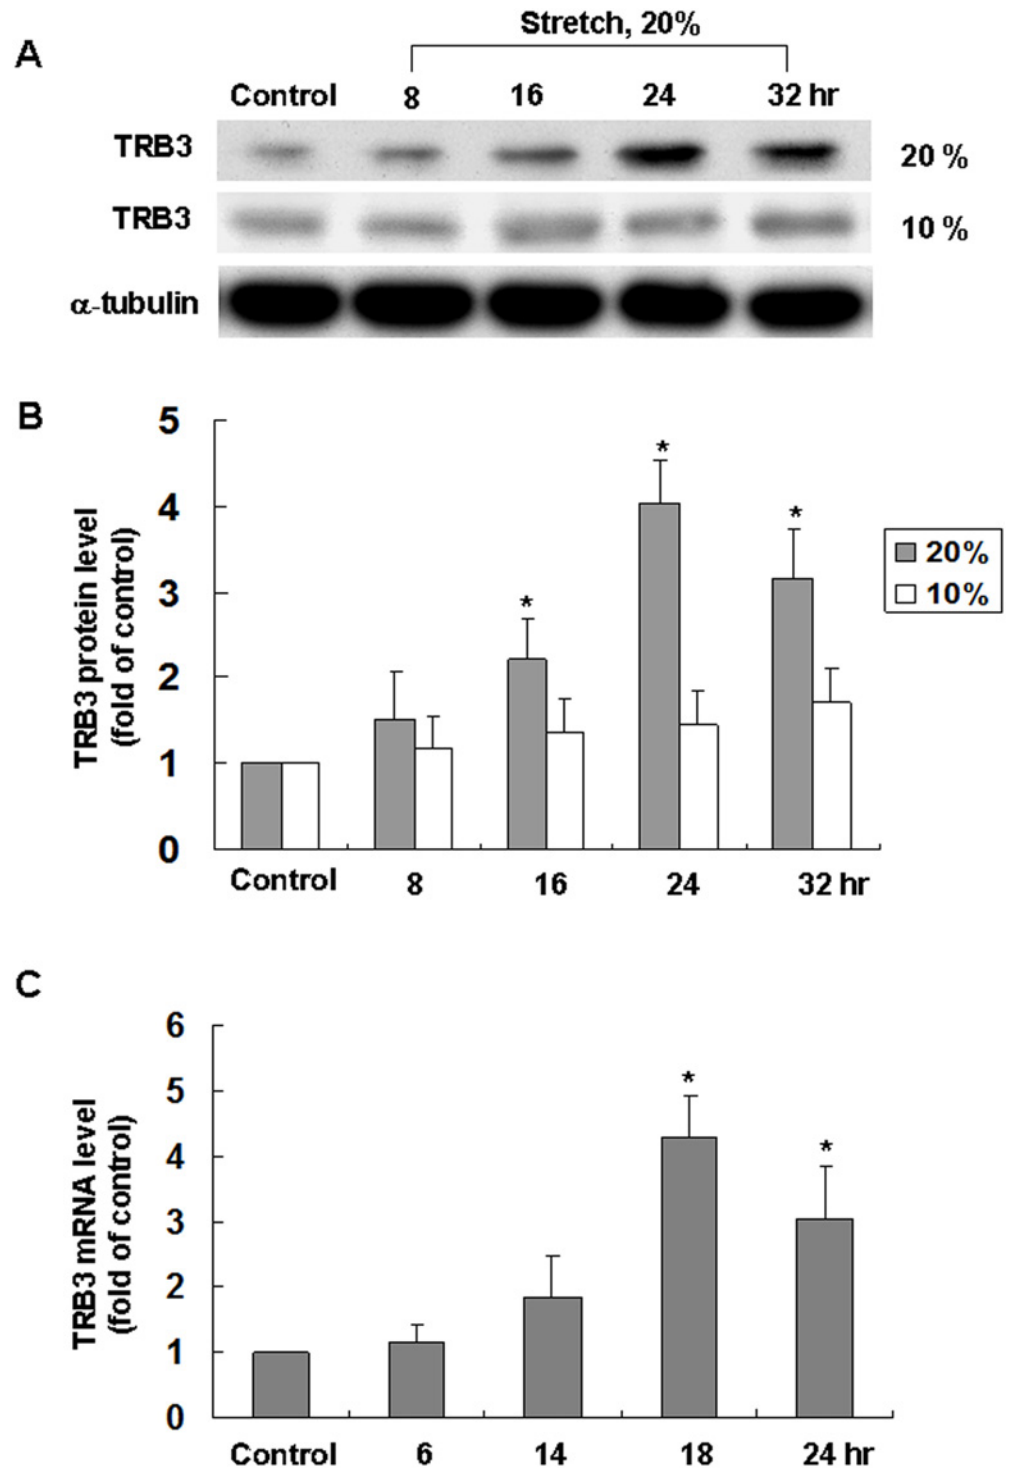 A
Stretch, 20%
Control 8 16 24 32 hr
TRB3 20 %
TRB3 10 %
α-tubulin
B
TRB3 protein level
(fold of control)
5
4
3
2
1
0
* * *
20%
10%
Control 8 16 24 32 hr
C
TRB3 mRNA level
(fold of control)
6
5
4
3
2
1
0
* *
Control 6 14 18 24 hr